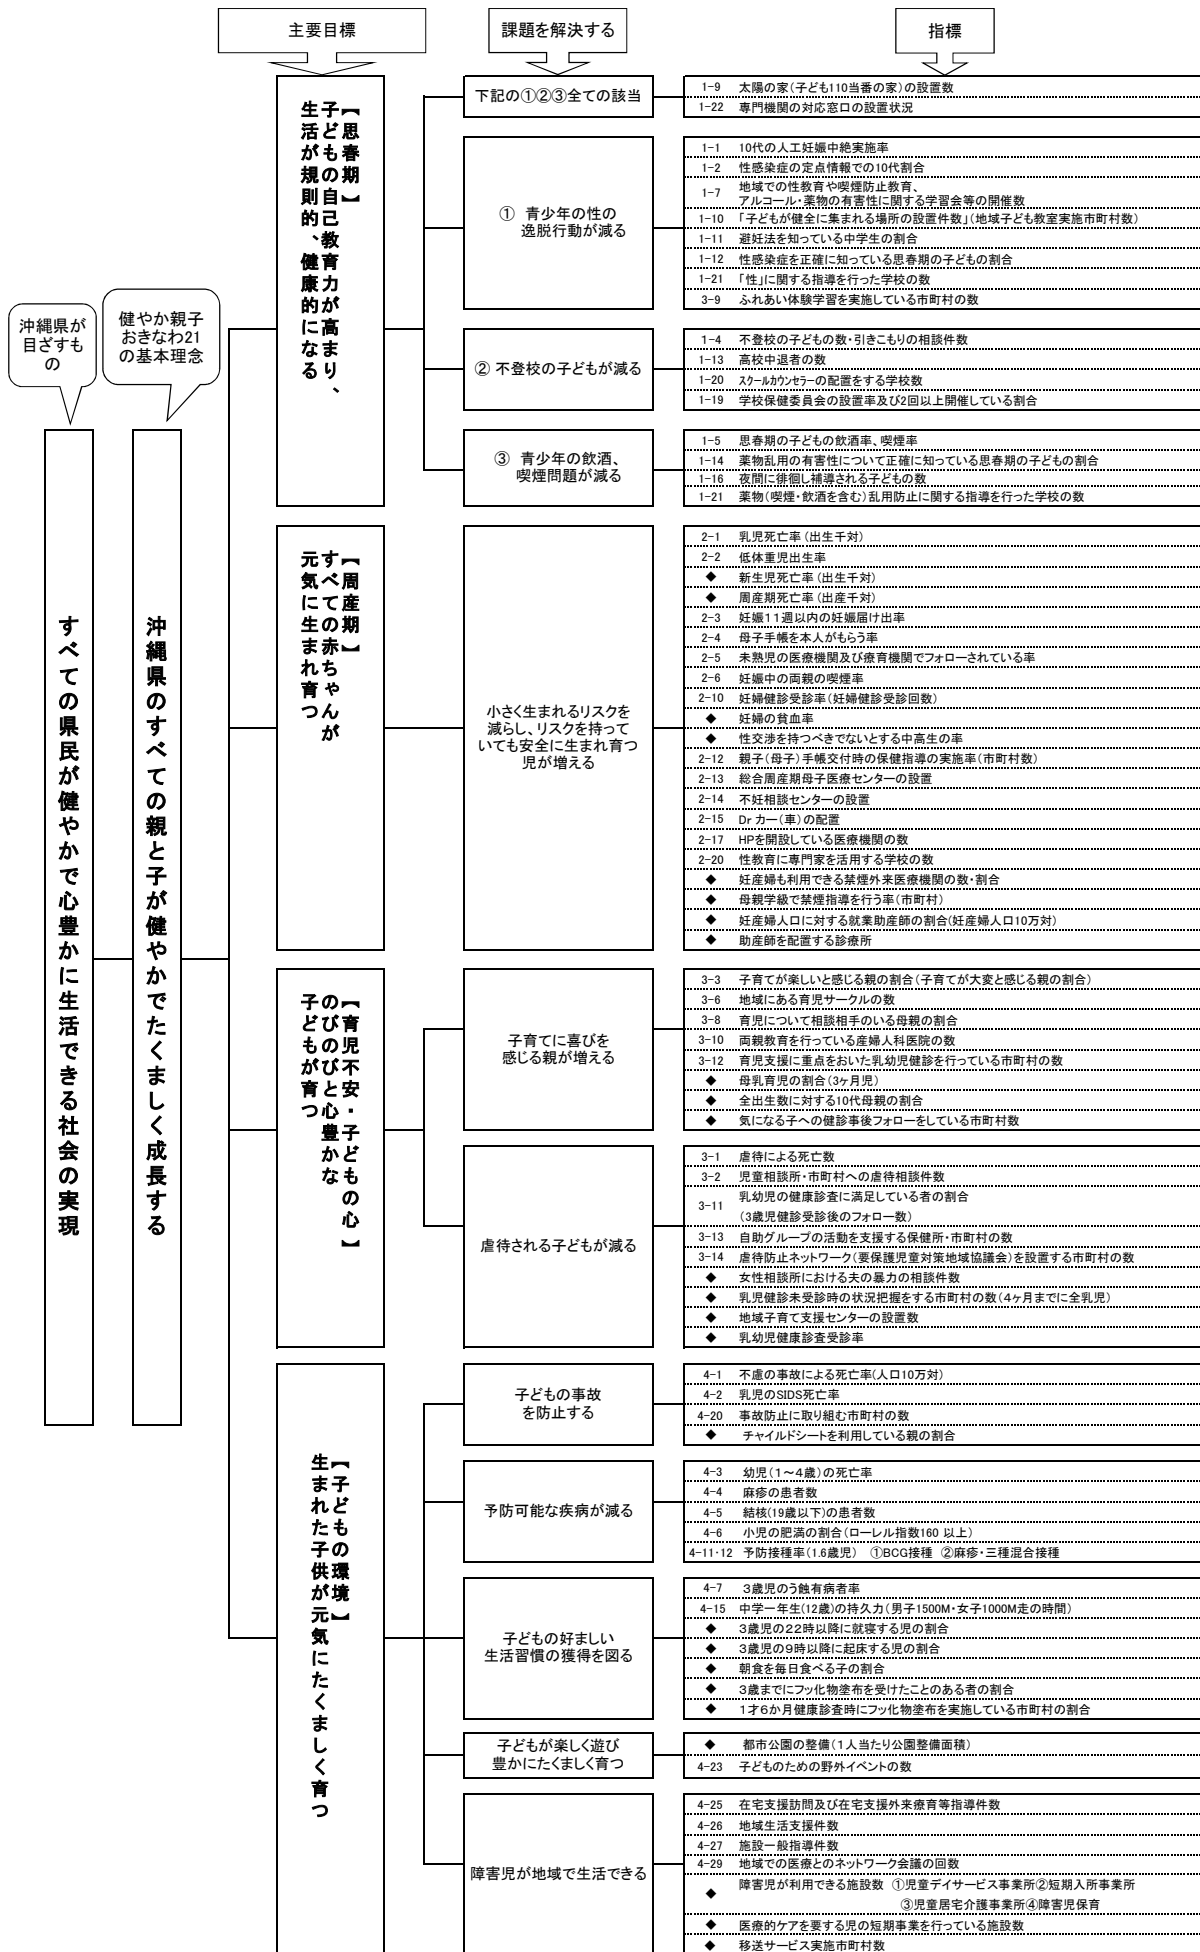 主要目標
課題を解決する
指標
沖縄県が
目ざすも
の
健やか親子
おきなわ21
の基本理念
すべての県民が健やかで心豊かに生活できる社会の実現
沖縄県のすべての親と子が健やかでたくましく成長する
【思春期】
子どもの自己教育力が高まり、
生活が規則的、健康的になる
下記の①②③全ての該当
1-9 太陽の家(子ども110当番の家)の設置数
1-22 専門機関の対応窓口の設置状況
① 青少年の性の
逸脱行動が減る
1-1 10代の人工妊娠中絶実施率
1-2 性感染症の定点情報での10代割合
1-7 地域での性教育や喫煙防止教育、
アルコール・薬物の有害性に関する学習会等の開催数
1-10 「子どもが健全に集まれる場所の設置件数」(地域子ども教室実施市町村数)
1-11 避妊法を知っている中学生の割合
1-12 性感染症を正確に知っている思春期の子どもの割合
1-21 「性」に関する指導を行った学校の数
3-9 ふれあい体験学習を実施している市町村の数
② 不登校の子どもが減る
1-4 不登校の子どもの数・引きこもりの相談件数
1-13 高校中退者の数
1-20 スクールカウンセラーの配置をする学校数
1-19 学校保健委員会の設置率及び2回以上開催している割合
③ 青少年の飲酒、
喫煙問題が減る
1-5 思春期の子どもの飲酒率、喫煙率
1-14 薬物乱用の有害性について正確に知っている思春期の子どもの割合
1-16 夜間に徘徊し補導される子どもの数
1-21 薬物(喫煙・飲酒を含む)乱用防止に関する指導を行った学校の数
【周産期】
すべての赤ちゃんが
元気に生まれ育つ
小さく生まれるリスクを
減らし、リスクを持って
いても安全に生まれ育つ
児が増える
2-1 乳児死亡率(出生千対)
2-2 低体重児出生率
◆ 新生児死亡率(出生千対)
◆ 周産期死亡率(出産千対)
2-3 妊娠11週以内の妊娠届け出率
2-4 母子手帳を本人がもらう率
2-5 未熟児の医療機関及び療育機関でフォローされている率
2-6 妊娠中の両親の喫煙率
2-10 妊婦健診受診率(妊婦健診受診回数)
◆ 妊婦の貧血率
◆ 性交渉を持つべきでないとする中高生の率
2-12 親子(母子)手帳交付時の保健指導の実施率(市町村数)
2-13 総合周産期母子医療センターの設置
2-14 不妊相談センターの設置
2-15 Dr カー(車)の配置
2-17 HPを開設している医療機関の数
2-20 性教育に専門家を活用する学校の数
◆ 妊産婦も利用できる禁煙外来医療機関の数・割合
◆ 母親学級で禁煙指導を行う率(市町村)
◆ 妊産婦人口に対する就業助産師の割合(妊産婦人口10万対)
◆ 助産師を配置する診療所
【育児不安・子どもの心】
のびのびと心豊かな
子どもが育つ
子育てに喜びを
感じる親が増える
3-3 子育てが楽しいと感じる親の割合(子育てが大変と感じる親の割合)
3-6 地域にある育児サークルの数
3-8 育児について相談相手のいる母親の割合
3-10 両親教育を行っている産婦人科医院の数
3-12 育児支援に重点をおいた乳幼児健診を行っている市町村の数
◆ 母乳育児の割合(3ヶ月児)
◆ 全出生数に対する10代母親の割合
◆ 気になる子への健診事後フォローをしている市町村数
虐待される子どもが減る
3-1 虐待による死亡数
3-2 児童相談所・市町村への虐待相談件数
3-11 乳幼児の健康診査に満足している者の割合
(3歳児健診受診後のフォロー数)
3-13 自助グループの活動を支援する保健所・市町村の数
3-14 虐待防止ネットワーク(要保護児童対策地域協議会)を設置する市町村の数
◆ 女性相談所における夫の暴力の相談件数
◆ 乳児健診未受診時の状況把握をする市町村の数(4ヶ月までに全乳児)
◆ 地域子育て支援センターの設置数
◆ 乳幼児健康診査受診率
【子どもの環境】
生まれた子供が元気にたくましく育つ
子どもの事故
を防止する
4-1 不慮の事故による死亡率(人口10万対)
4-2 乳児のSIDS死亡率
4-20 事故防止に取り組む市町村の数
◆ チャイルドシートを利用している親の割合
予防可能な疾病が減る
4-3 幼児(1～4歳)の死亡率
4-4 麻疹の患者数
4-5 結核(19歳以下)の患者数
4-6 小児の肥満の割合(ローレル指数160 以上)
4-11・12 予防接種率(1.6歳児) ①BCG接種 ②麻疹・三種混合接種
子どもの好ましい
生活習慣の獲得を図る
4-7 3歳児のう蝕有病者率
4-15 中学一年生(12歳)の持久力(男子1500M・女子1000M走の時間)
◆ 3歳児の22時以降に就寝する児の割合
◆ 3歳児の9時以降に起床する児の割合
◆ 朝食を毎日食べる子の割合
◆ 3歳までにフッ化物塗布を受けたことのある者の割合
◆ 1才6か月健康診査時にフッ化物塗布を実施している市町村の割合
子どもが楽しく遊び
豊かにたくましく育つ
◆ 都市公園の整備(1人当たり公園整備面積)
4-23 子どものための野外イベントの数
障害児が地域で生活できる
4-25 在宅支援訪問及び在宅支援外来療育等指導件数
4-26 地域生活支援件数
4-27 施設一般指導件数
4-29 地域での医療とのネットワーク会議の回数
◆ 障害児が利用できる施設数 ①児童デイサービス事業所②短期入所事業所
③児童居宅介護事業所④障害児保育
◆ 医療的ケアを要する児の短期事業を行っている施設数
◆ 移送サービス実施市町村数